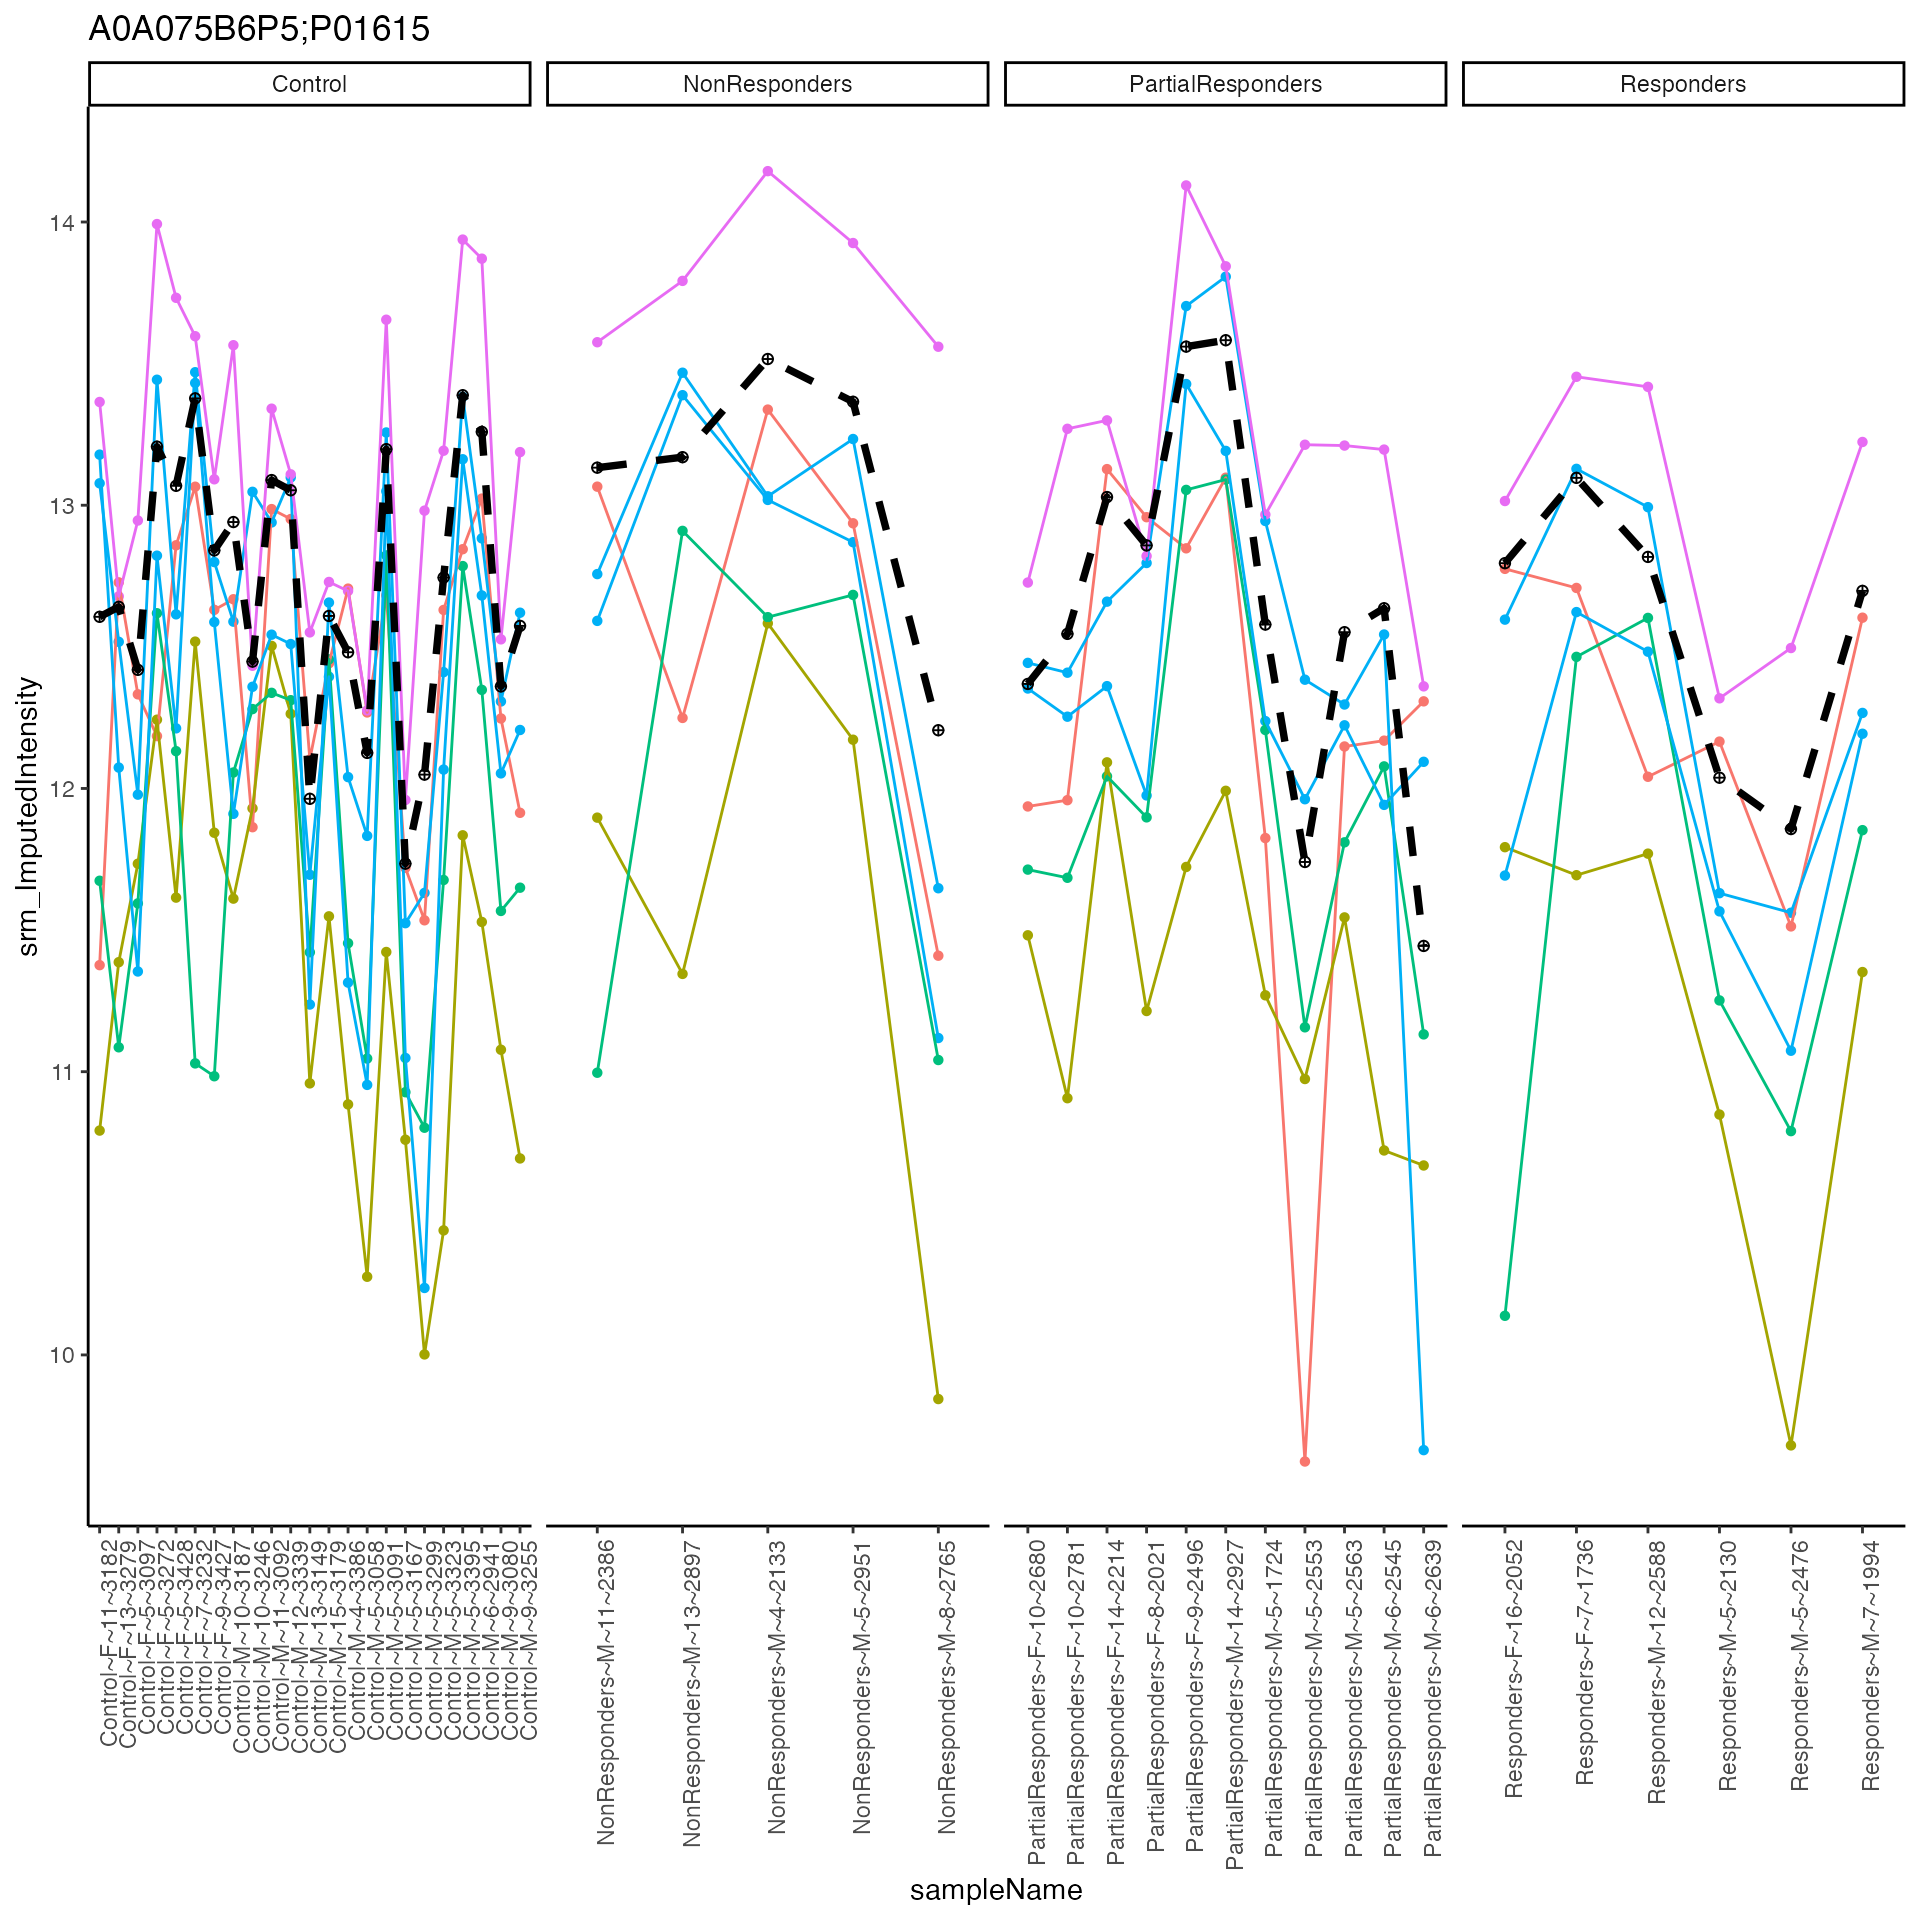 A0A075B6P5;P01615
Control
NonResponders
PartialResponders
Responders
srm_ImputedIntensity
14
13
12
11
10
Control~F~11~3182
Control~F~13~3279
Control~F~5~3097
Control~F~5~3272
Control~F~5~3428
Control~F~7~3232
Control~F~9~3427
Control~M~10~3187
Control~M~10~3246
Control~M~11~3092
Control~M~12~3339
Control~M~13~3149
Control~M~15~3179
Control~M~4~3386
Control~M~5~3058
Control~M~5~3091
Control~M~5~3167
Control~M~5~3299
Control~M~5~3323
Control~M~5~3395
Control~M~6~2941
Control~M~9~3080
Control~M~9~3255
NonResponders~M~11~2386
NonResponders~M~13~2897
NonResponders~M~4~2133
NonResponders~M~5~2951
NonResponders~M~8~2765
PartialResponders~F~10~2680
PartialResponders~F~10~2781
PartialResponders~F~14~2214
PartialResponders~F~8~2021
PartialResponders~F~9~2496
PartialResponders~M~14~2927
PartialResponders~M~5~1724
PartialResponders~M~5~2553
PartialResponders~M~5~2563
PartialResponders~M~6~2545
PartialResponders~M~6~2639
Responders~F~16~2052
Responders~F~7~1736
Responders~M~12~2588
Responders~M~5~2130
Responders~M~5~2476
Responders~M~7~1994
sampleName